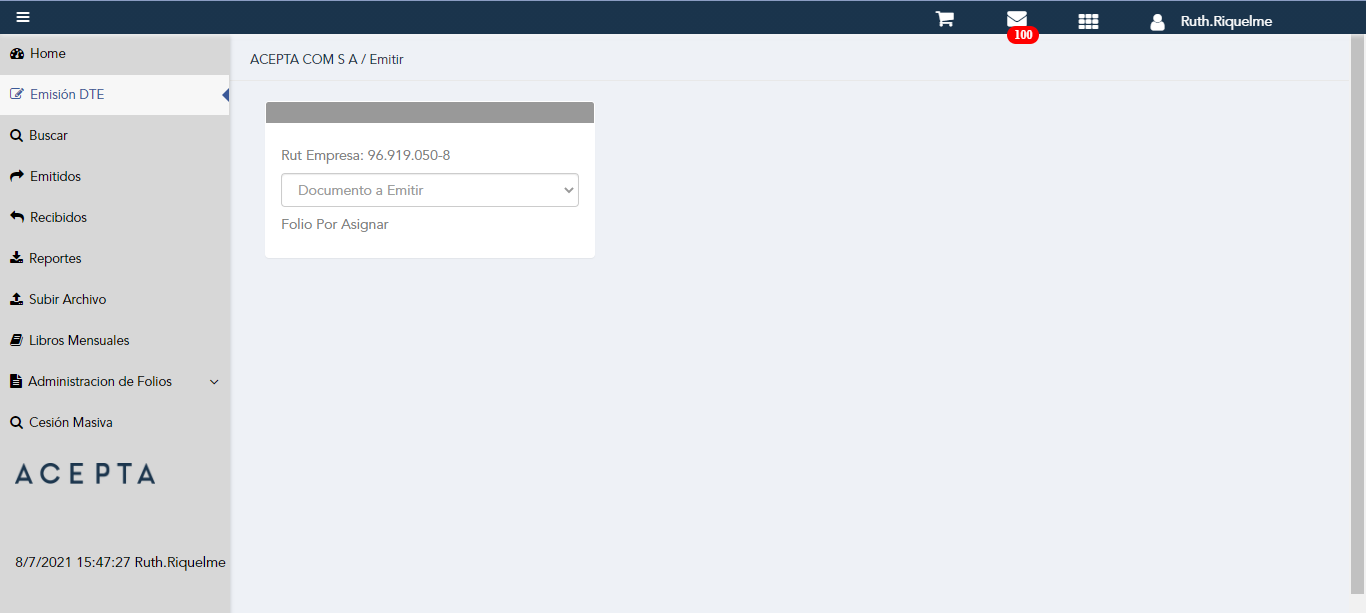 100
Ruth.Riquelme
Home
Emisión DTE
Buscar
Emitidos
Recibidos
Reportes
Subir Archivo
Libros Mensuales
Administracion de Folios
Cesión Masiva
ACEPTA
8/7/2021 15:47:27 Ruth.Riquelme
ACEPTA COM S A / Emitir
Rut Empresa: 96.919.050-8
Documento a Emitir
Folio Por Asignar